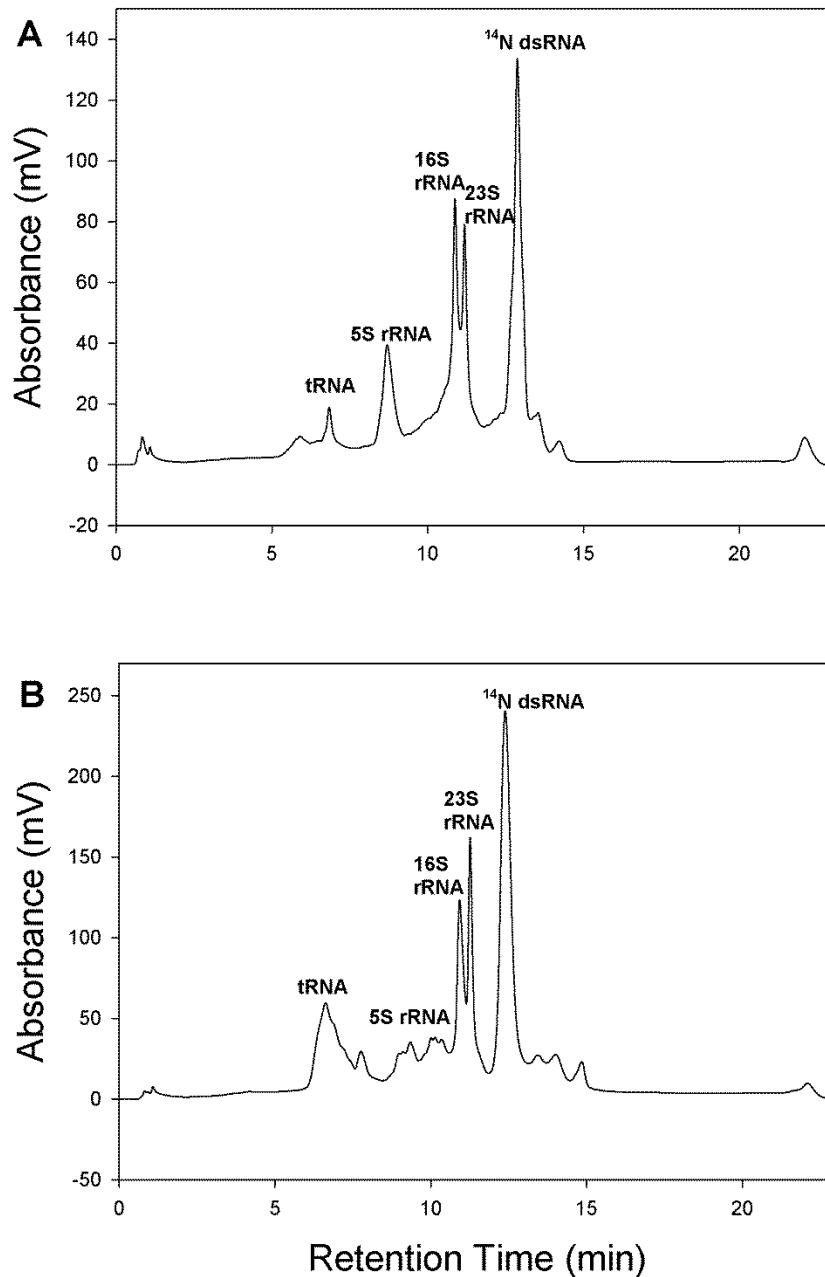 A
Absorbance (mV)
140
120
100
80
60
40
20
0
-20
¹⁴N dsRNA
16S
rRNA
23S
rRNA
5S rRNA
tRNA
0 5 10 15 20
B
Absorbance (mV)
250
200
150
100
50
0
-50
¹⁴N dsRNA
23S
rRNA
16S
rRNA
tRNA
5S rRNA
0 5 10 15 20
Retention Time (min)